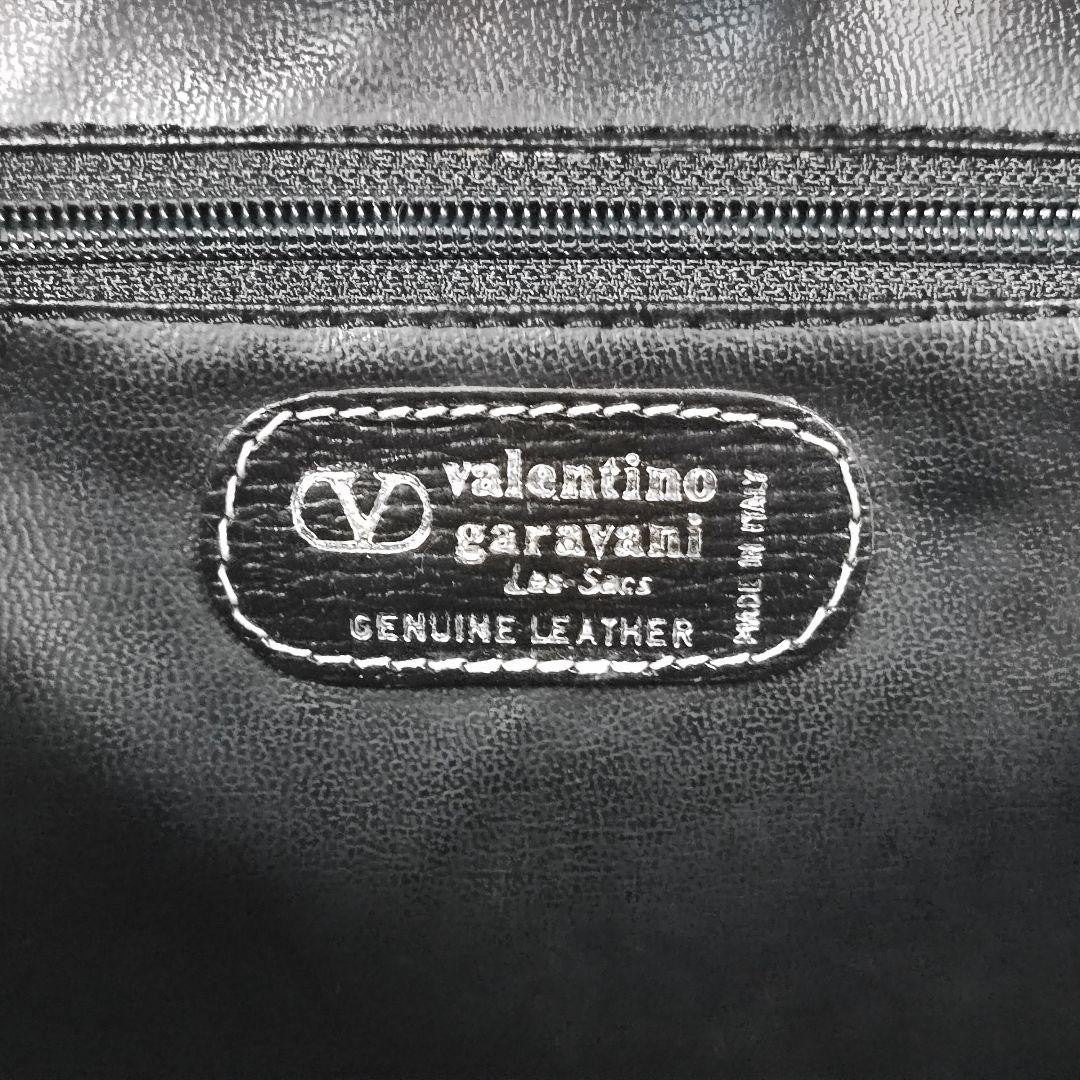 V
valentino
garavani
Les-Sacs
GENUINE LEATHER
MADE IN ITALY